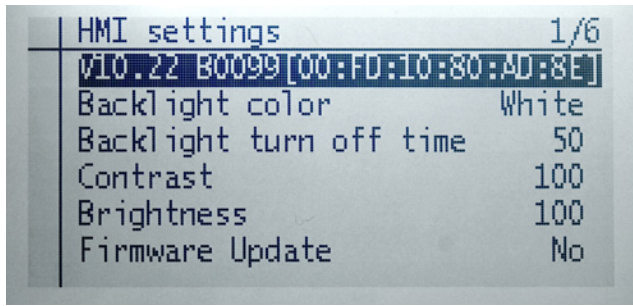 HMI settings 1/6
V10.22 B0099[00:FD:10:80:AD:8E]
Backlight color White
Backlight turn off time 50
Contrast 100
Brightness 100
Firmware Update No